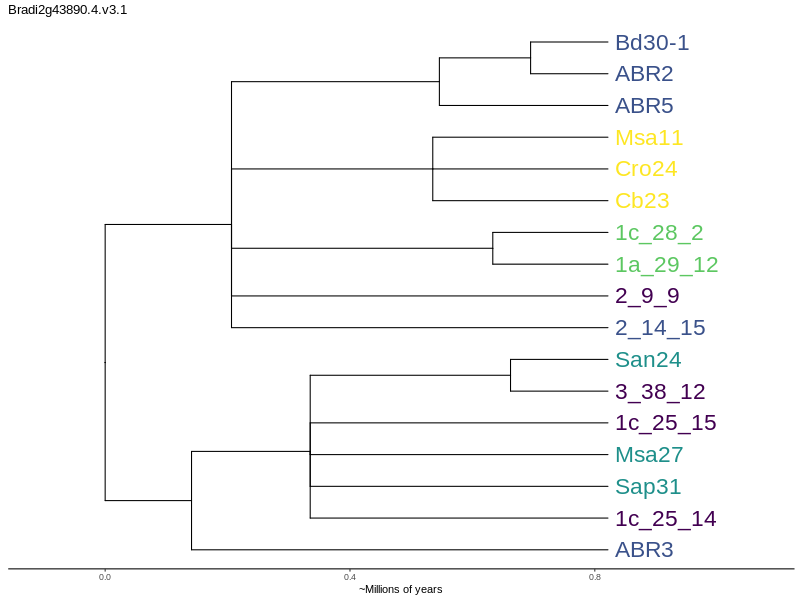 Bradi2g43890.4.v3.1
Bd30-1
ABR2
ABR5
Msa11
Cro24
Cb23
1c_28_2
1a_29_12
2_9_9
2_14_15
San24
3_38_12
1c_25_15
Msa27
Sap31
1c_25_14
ABR3
0.0 0.4 0.8
~Millions of years